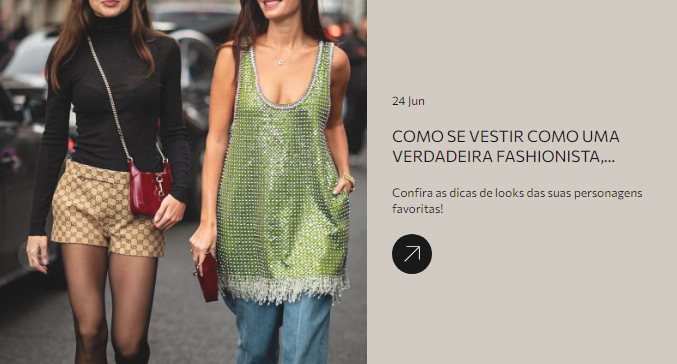 24 Jun
COMO SE VESTIR COMO UMA
VERDADEIRA FASHIONISTA,...
Confira as dicas de looks das suas personagens
favoritas!